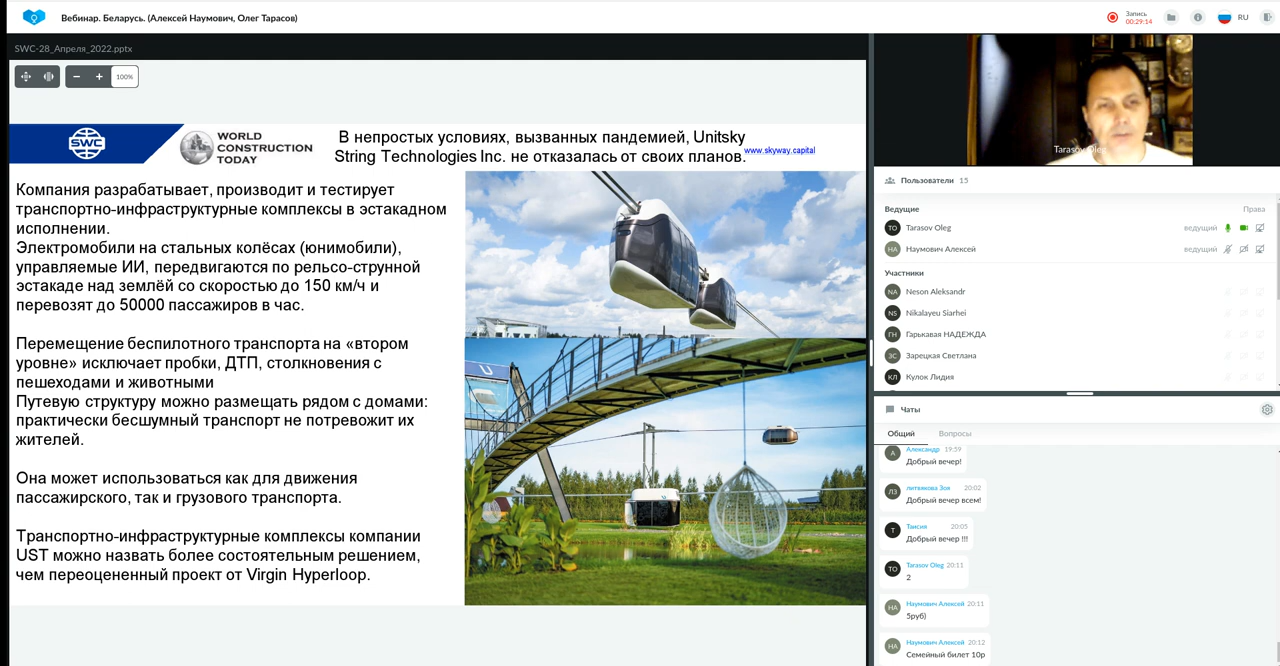 Вебинар. Беларусь. (Алексей Наумович, Олег Тарасов)
Запись
00:29:14
RU
SWC-28_Апреля_2022.pptx
100%
SWC
WORLD
CONSTRUCTION
TODAY
В непростых условиях, вызванных пандемией, Unitsky
String Technologies Inc. не отказалась от своих планов.
www.skyway.capital
Компания разрабатывает, производит и тестирует
транспортно-инфраструктурные комплексы в эстакадном
исполнении.
Электромобили на стальных колёсах (юнимобили),
управляемые ИИ, передвигаются по рельсо-струнной
эстакаде над землёй со скоростью до 150 км/ч и
перевозят до 50000 пассажиров в час.
Перемещение беспилотного транспорта на «втором
уровне» исключает пробки, ДТП, столкновения с
пешеходами и животными
Путевую структуру можно размещать рядом с домами:
практически бесшумный транспорт не потревожит их
жителей.
Она может использоваться как для движения
пассажирского, так и грузового транспорта.
Транспортно-инфраструктурные комплексы компании
UST можно назвать более состоятельным решением,
чем переоцененный проект от Virgin Hyperloop.
U
Tarasov Oleg
Пользователи 15
Ведущие
Права
TO Tarasov Oleg ведущий
НА Наумович Алексей ведущий
Участники
NA Neson Aleksandr
NS Nikalayeu Siarhei
ГН Гарькавая НАДЕЖДА
ЗС Зарецкая Светлана
КЛ Кулок Лидия
Чаты
Общий Вопросы
А Александр 19:59
Добрый вечер!
ЛЗ литвякова Зоя 20:02
Добрый вечер всем!
Т Таисия 20:05
Добрый вечер !!!
TO Tarasov Oleg 20:11
2
НА Наумович Алексей 20:11
5руб)
НА Наумович Алексей 20:12
Семейный билет 10р